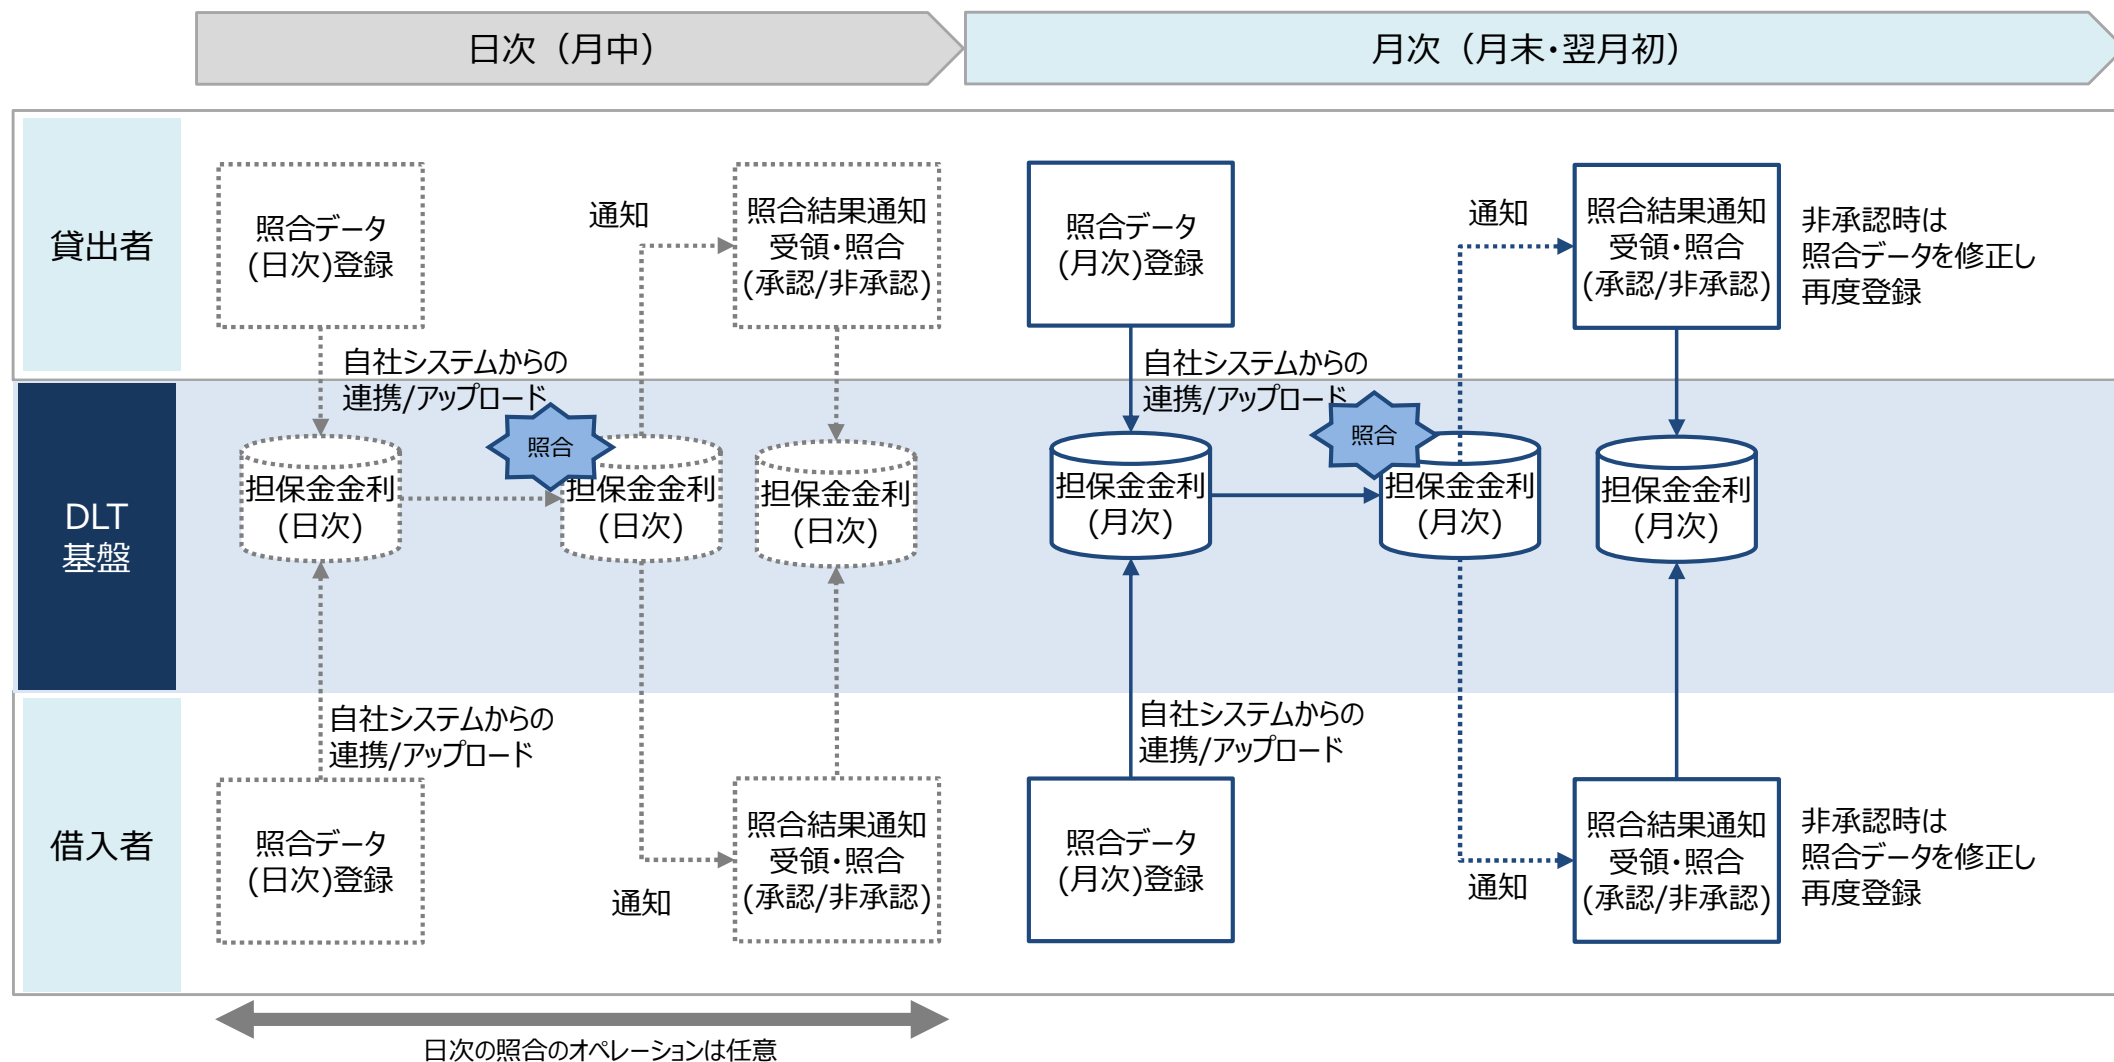 日次（月中）
月次（月末・翌月初）
貸出者
照合データ
(日次)登録
通知
照合結果通知
受領・照合
(承認/非承認)
照合データ
(月次)登録
通知
照合結果通知
受領・照合
(承認/非承認)
非承認時は
照合データを修正し
再度登録
自社システムからの
連携/アップロード
自社システムからの
連携/アップロード
DLT
基盤
照合
担保金金利
(日次)
担保金金利
(日次)
担保金金利
(日次)
照合
担保金金利
(月次)
担保金金利
(月次)
担保金金利
(月次)
自社システムからの
連携/アップロード
自社システムからの
連携/アップロード
借入者
照合データ
(日次)登録
通知
照合結果通知
受領・照合
(承認/非承認)
照合データ
(月次)登録
通知
照合結果通知
受領・照合
(承認/非承認)
非承認時は
照合データを修正し
再度登録
日次の照合のオペレーションは任意